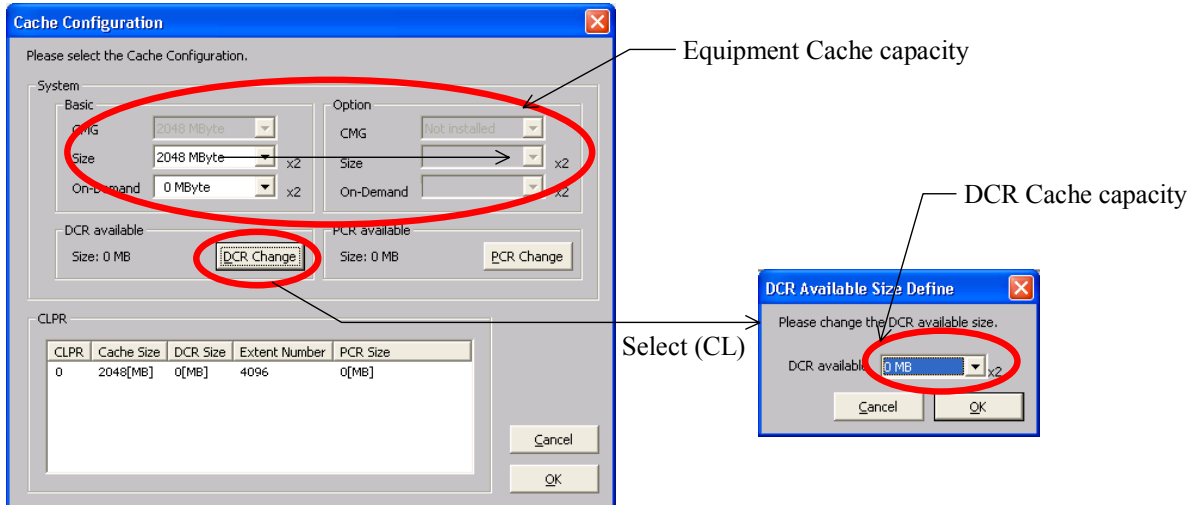 Cache Configuration
Please select the Cache Configuration.
Equipment Cache capacity
System
Basic
Option
CMG 2048 MByte
CMG Not installed
Size 2048 MByte x2
Size x2
On-Demand 0 MByte x2
On-Demand x2
DCR Cache capacity
DCR available
PCR available
Size: 0 MB DCR Change
Size: 0 MB PCR Change
DCR Available Size Define
Please change the DCR available size.
Select (CL)
DCR available 0 MB x2
Cancel OK
CLPR
CLPR Cache Size DCR Size Extent Number PCR Size
0 2048[MB] 0[MB] 4096 0[MB]
Cancel
OK